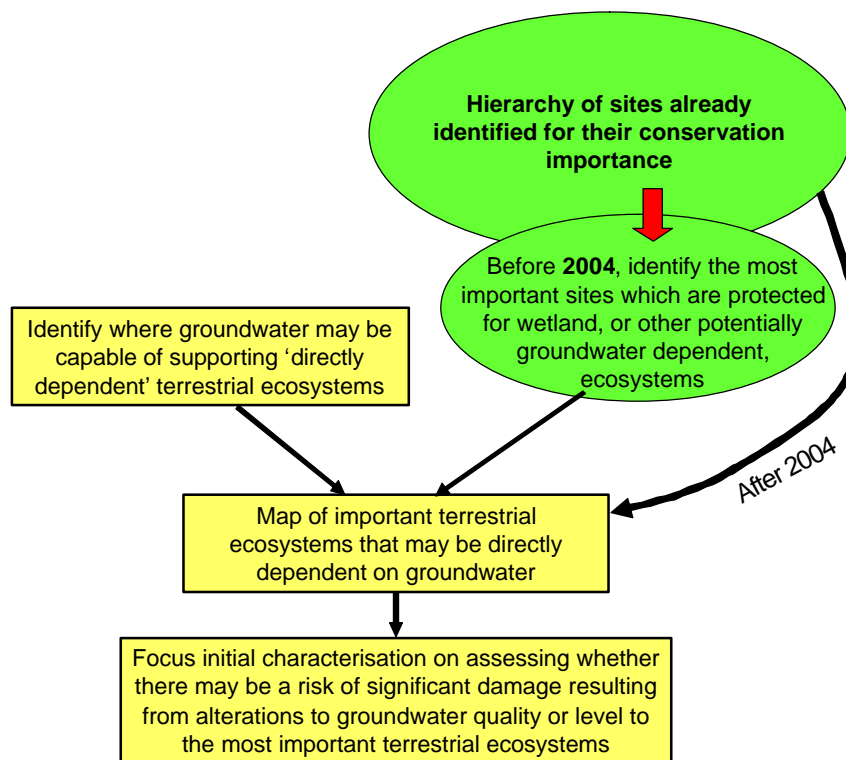 Hierarchy of sites already
identified for their conservation
importance
Before 2004, identify the most
important sites which are protected
for wetland, or other potentially
groundwater dependent,
ecosystems
Identify where groundwater may be
capable of supporting ‘directly
dependent’ terrestrial ecosystems
After 2004
Map of important terrestrial
ecosystems that may be directly
dependent on groundwater
Focus initial characterisation on assessing whether
there may be a risk of significant damage resulting
from alterations to groundwater quality or level to
the most important terrestrial ecosystems